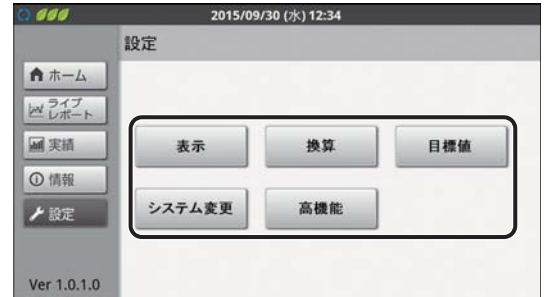 2015/09/30 (水) 12:34
設定
ホーム
ライブ
レポート
実績
情報
設定
表示
換算
目標値
システム変更
高機能
Ver 1.0.1.0